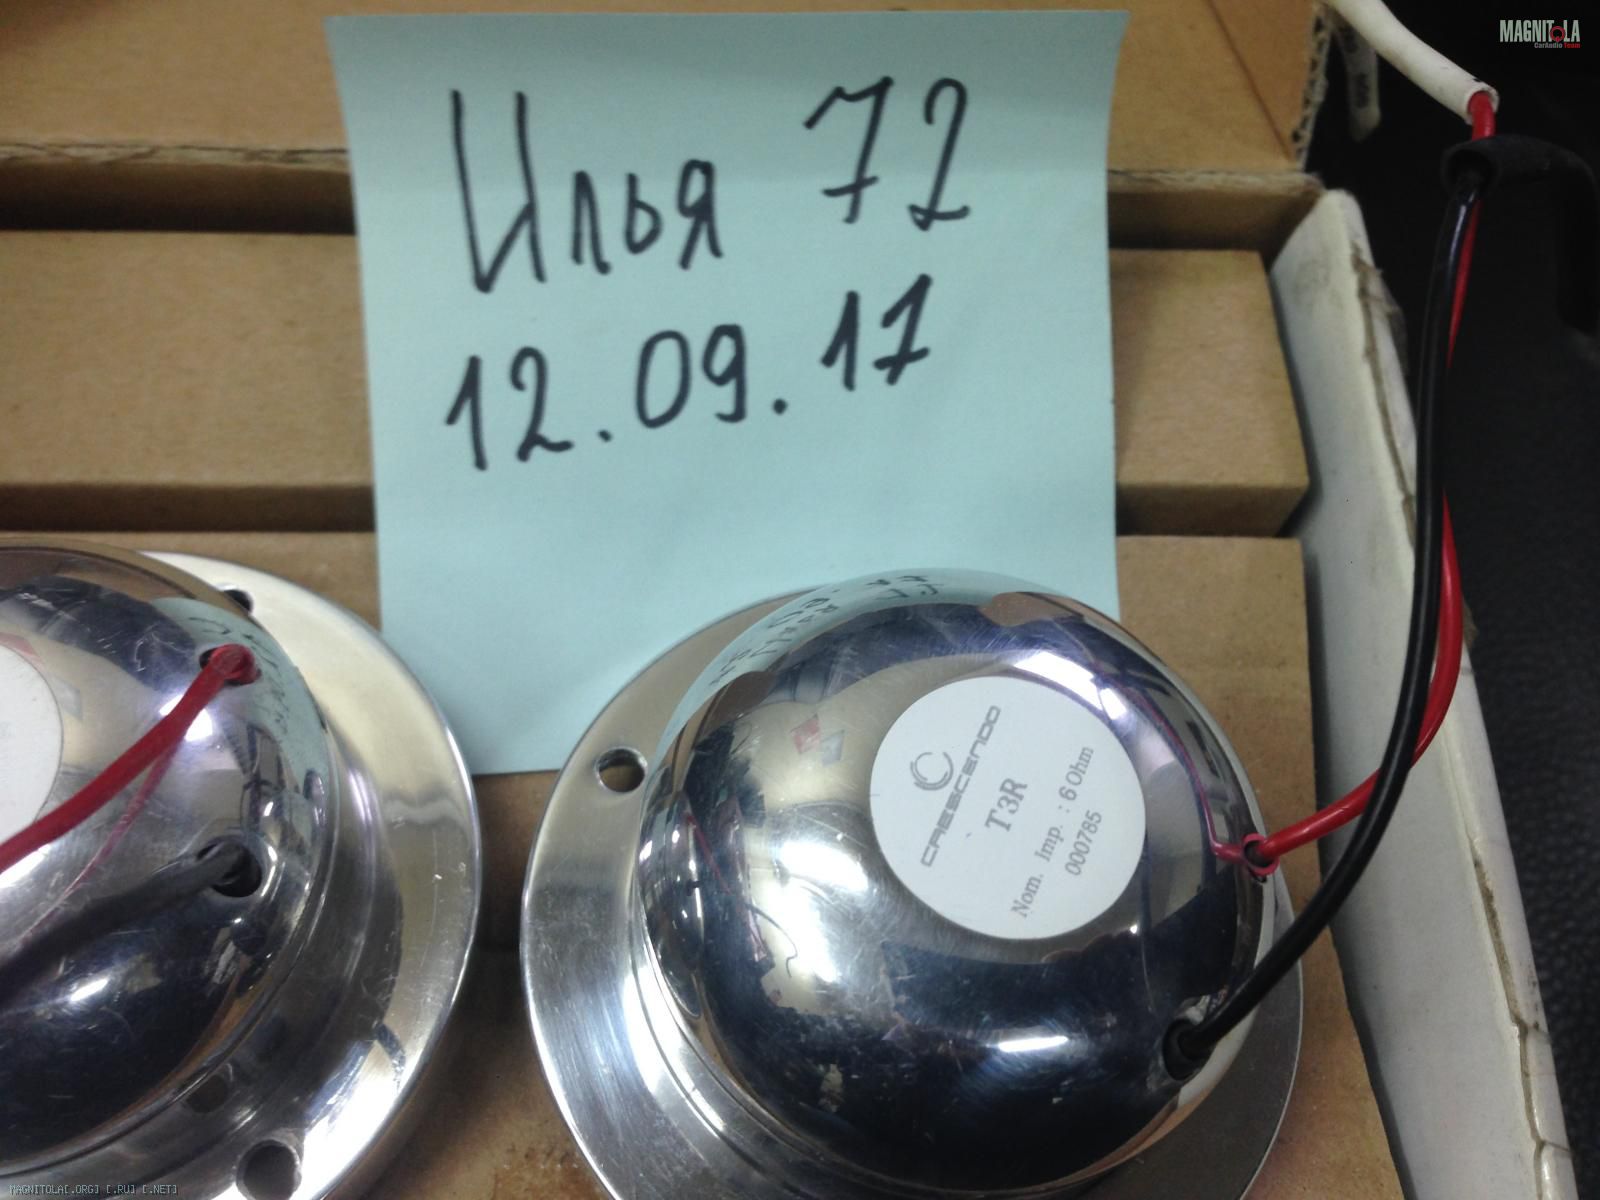 MAGNITOLA
CarAudio Team
Илья 72
12.09.17
CRESCENDO
T3R
Nom. Imp. : 6 Ohm
000785
MAGNITOLA[.ORG] [.RU] [.NET]